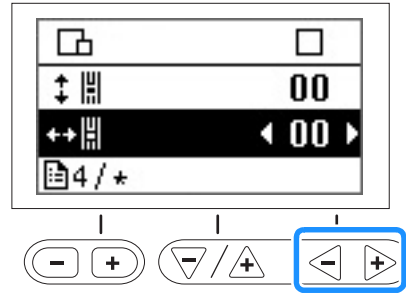 00
00
4/*
- + - / + - +